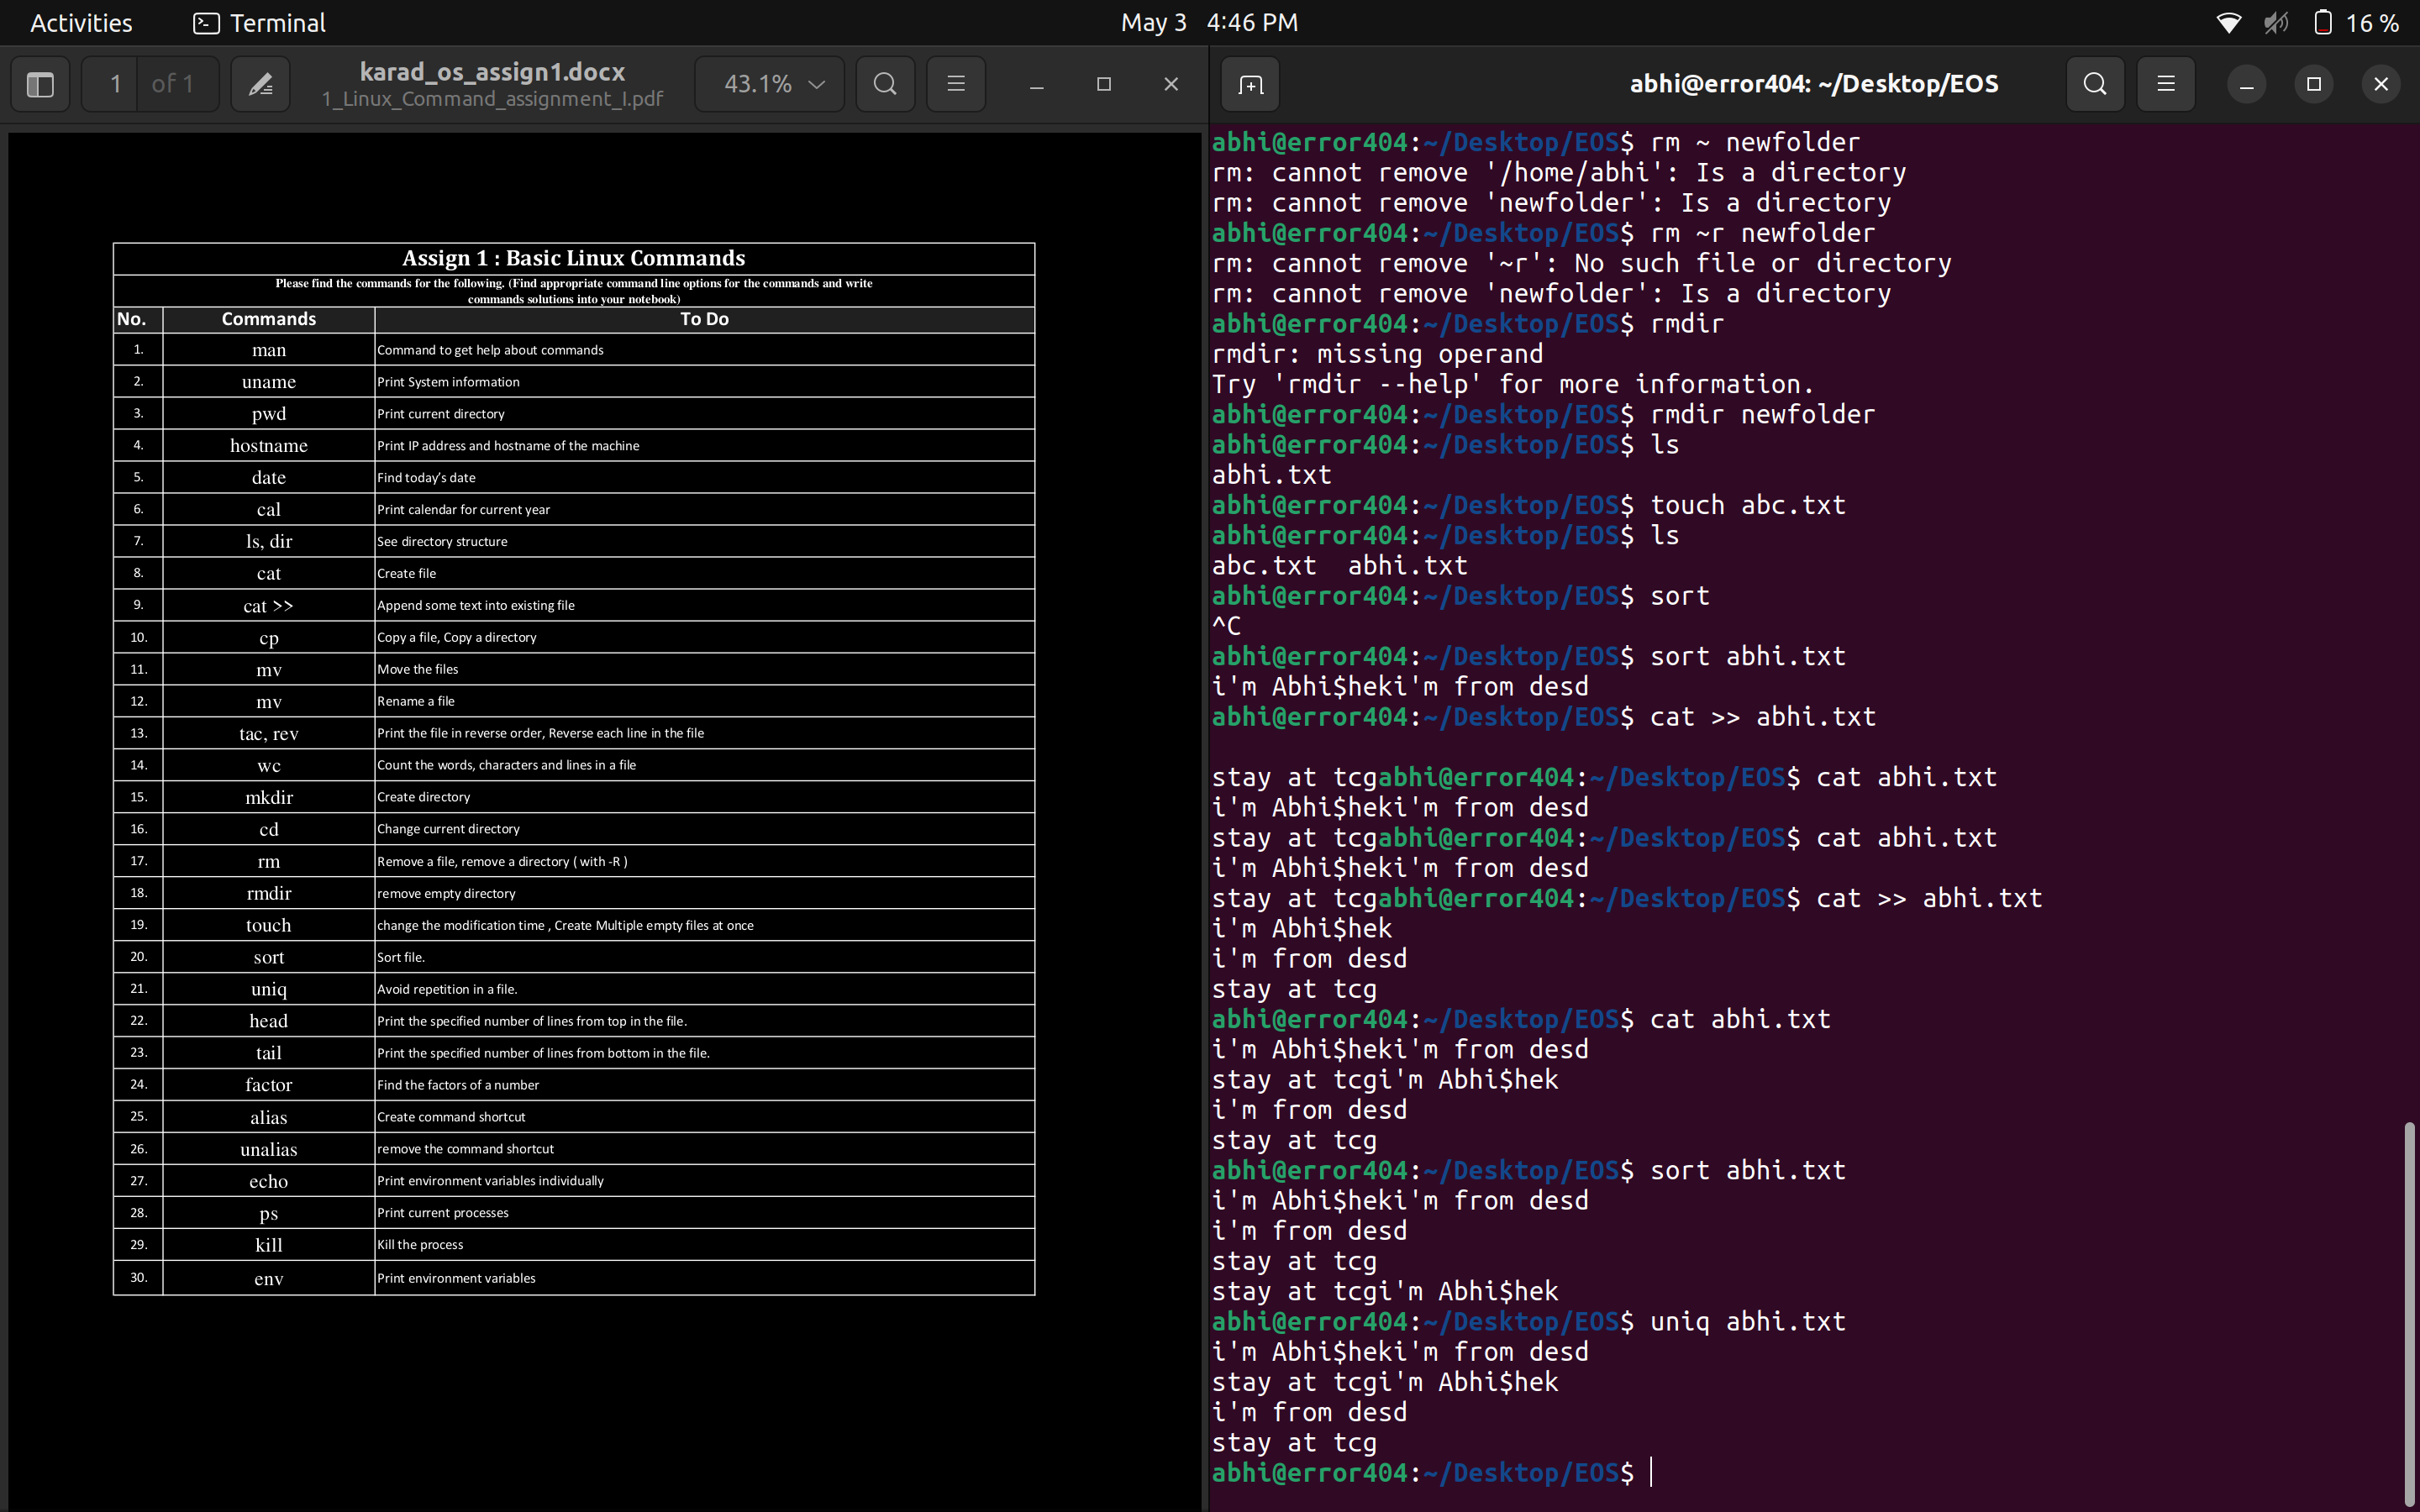 Activities
Terminal
May 3 4:46 PM
16 %
1 of 1
karad_os_assign1.docx
1_Linux_Command_assignment_I.pdf
43.1%
Assign 1 : Basic Linux Commands
Please find the commands for the following. (Find appropriate command line options for the commands and write
commands solutions into your notebook)
No. Commands To Do
1. man Command to get help about commands
2. uname Print System information
3. pwd Print current directory
4. hostname Print IP address and hostname of the machine
5. date Find today’s date
6. cal Print calendar for current year
7. ls, dir See directory structure
8. cat Create file
9. cat >> Append some text into existing file
10. cp Copy a file, Copy a directory
11. mv Move the files
12. mv Rename a file
13. tac, rev Print the file in reverse order, Reverse each line in the file
14. wc Count the words, characters and lines in a file
15. mkdir Create directory
16. cd Change current directory
17. rm Remove a file, remove a directory ( with -R )
18. rmdir remove empty directory
19. touch change the modification time , Create Multiple empty files at once
20. sort Sort file.
21. uniq Avoid repetition in a file.
22. head Print the specified number of lines from top in the file.
23. tail Print the specified number of lines from bottom in the file.
24. factor Find the factors of a number
25. alias Create command shortcut
26. unalias remove the command shortcut
27. echo Print environment variables individually
28. ps Print current processes
29. kill Kill the process
30. env Print environment variables
abhi@error404: ~/Desktop/EOS
abhi@error404:~/Desktop/EOS$ rm ~ newfolder
rm: cannot remove '/home/abhi': Is a directory
rm: cannot remove 'newfolder': Is a directory
abhi@error404:~/Desktop/EOS$ rm ~r newfolder
rm: cannot remove '~r': No such file or directory
rm: cannot remove 'newfolder': Is a directory
abhi@error404:~/Desktop/EOS$ rmdir
rmdir: missing operand
Try 'rmdir --help' for more information.
abhi@error404:~/Desktop/EOS$ rmdir newfolder
abhi@error404:~/Desktop/EOS$ ls
abhi.txt
abhi@error404:~/Desktop/EOS$ touch abc.txt
abhi@error404:~/Desktop/EOS$ ls
abc.txt  abhi.txt
abhi@error404:~/Desktop/EOS$ sort
^C
abhi@error404:~/Desktop/EOS$ sort abhi.txt
i'm Abhi$heki'm from desd
abhi@error404:~/Desktop/EOS$ cat >> abhi.txt
stay at tcgabhi@error404:~/Desktop/EOS$ cat abhi.txt
i'm Abhi$heki'm from desd
stay at tcgabhi@error404:~/Desktop/EOS$ cat abhi.txt
i'm Abhi$heki'm from desd
stay at tcgabhi@error404:~/Desktop/EOS$ cat >> abhi.txt
i'm Abhi$hek
i'm from desd
stay at tcg
abhi@error404:~/Desktop/EOS$ cat abhi.txt
i'm Abhi$heki'm from desd
stay at tcgi'm Abhi$hek
i'm from desd
stay at tcg
abhi@error404:~/Desktop/EOS$ sort abhi.txt
i'm Abhi$heki'm from desd
i'm from desd
stay at tcg
stay at tcgi'm Abhi$hek
abhi@error404:~/Desktop/EOS$ uniq abhi.txt
i'm Abhi$heki'm from desd
stay at tcgi'm Abhi$hek
i'm from desd
stay at tcg
abhi@error404:~/Desktop/EOS$